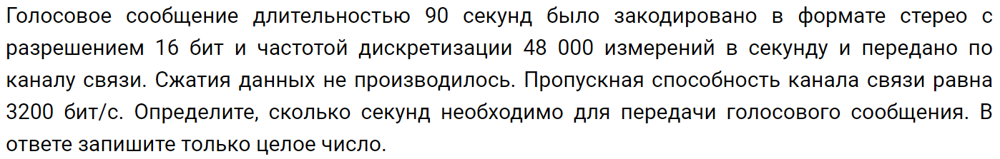 Голосовое сообщение длительностью 90 секунд было закодировано в формате стерео с
разрешением 16 бит и частотой дискретизации 48 000 измерений в секунду и передано по
каналу связи. Сжатия данных не производилось. Пропускная способность канала связи равна
3200 бит/с. Определите, сколько секунд необходимо для передачи голосового сообщения. В
ответе запишите только целое число.